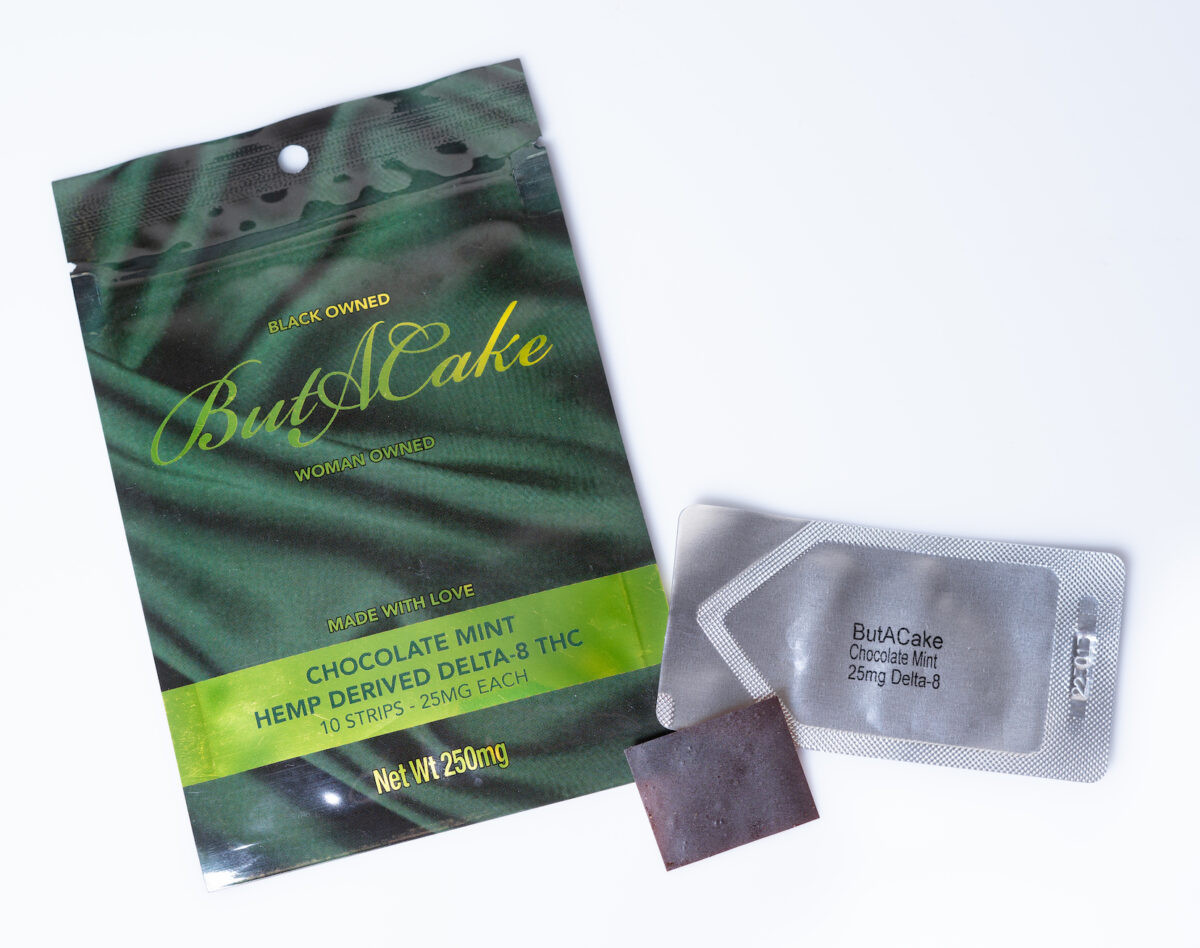 BLACK OWNED
ButACake
WOMAN OWNED
MADE WITH LOVE
CHOCOLATE MINT
HEMP DERIVED DELTA-8 THC
10 STRIPS - 25MG EACH
Net Wt 250mg
ButACake
Chocolate Mint
25mg Delta-8